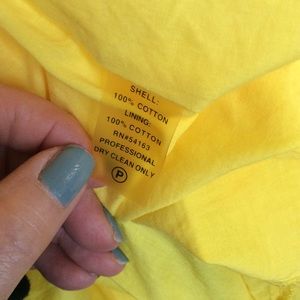 SHELL:
100% COTTON
LINING:
100% COTTON
RN#54163
PROFESSIONAL
DRY CLEAN ONLY
P